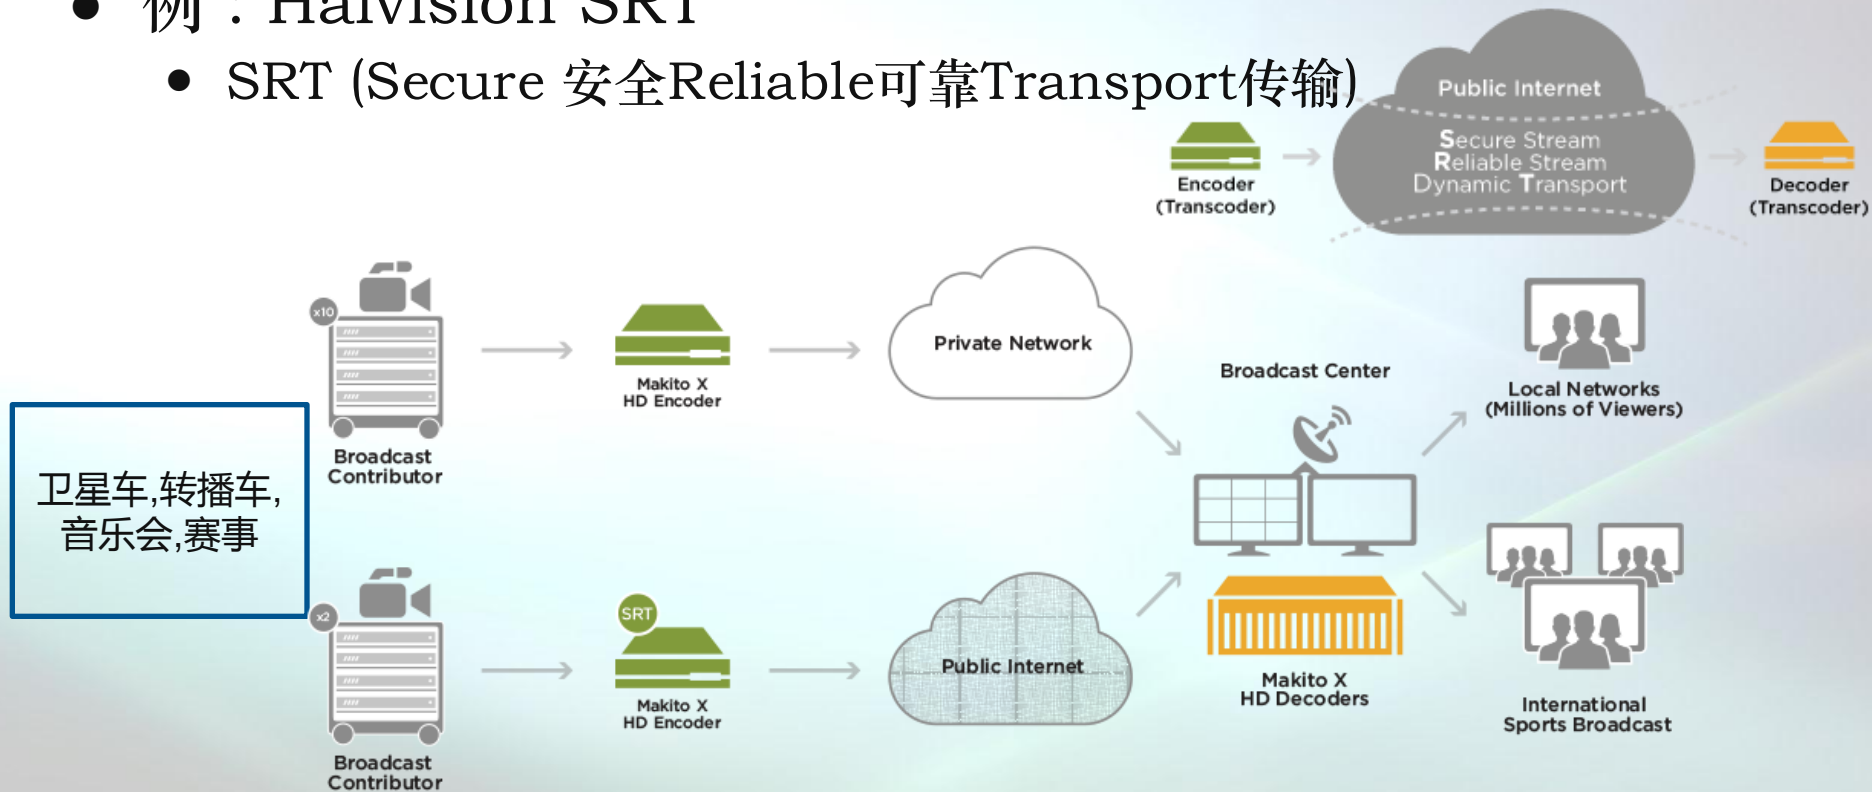 例：Haivision SRT
SRT (Secure 安全Reliable可靠Transport传输)
Public Internet
Secure Stream
Reliable Stream
Dynamic Transport
Encoder
(Transcoder)
Decoder
(Transcoder)
x10
Broadcast
Contributor
Makito X
HD Encoder
Private Network
Broadcast Center
Local Networks
(Millions of Viewers)
卫星车,转播车,
音乐会,赛事
x2
Broadcast
Contributor
SRT
Makito X
HD Encoder
Public Internet
Makito X
HD Decoders
International
Sports Broadcast